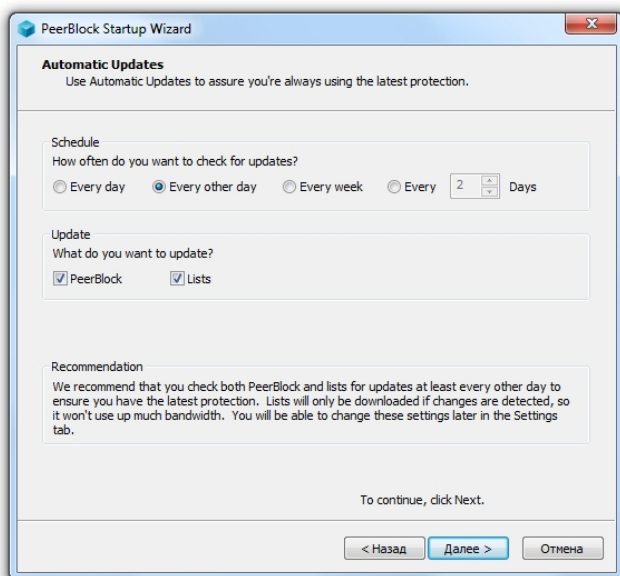 PeerBlock Startup Wizard
Automatic Updates
Use Automatic Updates to assure you're always using the latest protection.
Schedule
How often do you want to check for updates?
Every day Every other day Every week Every 2 Days
Update
What do you want to update?
PeerBlock Lists
Recommendation
We recommend that you check both PeerBlock and lists for updates at least every other day to
ensure you have the latest protection.  Lists will only be downloaded if changes are detected, so
it won't use up much bandwidth.  You will be able to change these settings later in the Settings
tab.
To continue, click Next.
< Назад Далее > Отмена